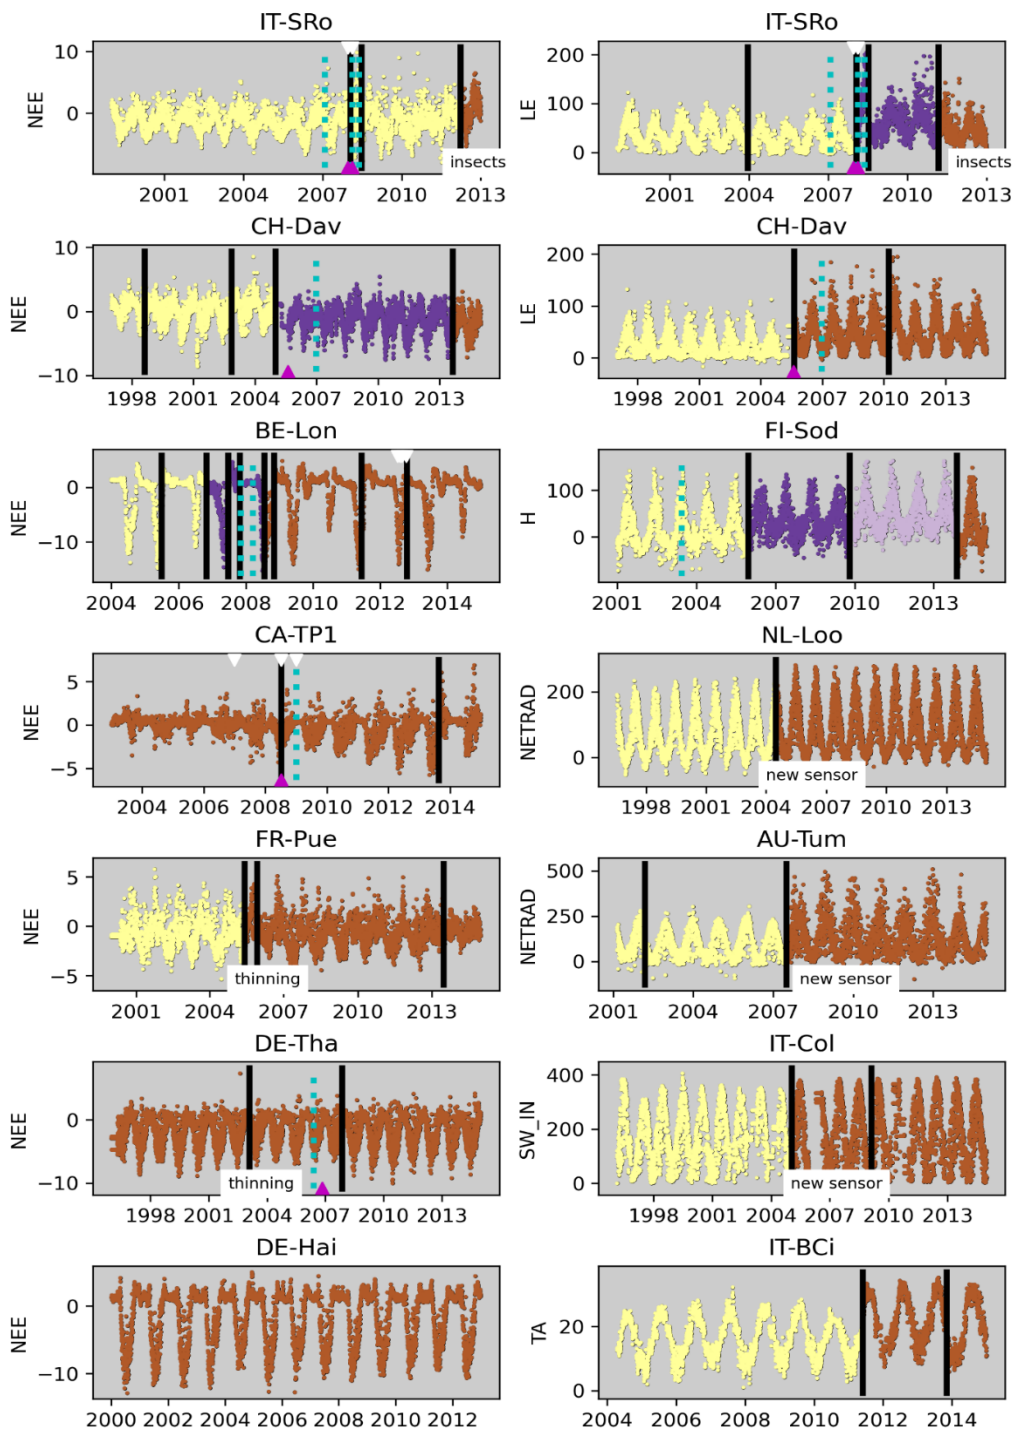 IT-SRo
NEE
10
0
2001 2004 2007 2010 2013
insects
IT-SRo
LE
200
100
0
2001 2004 2007 2010 2013
insects
CH-Dav
NEE
10
0
−10
1998 2001 2004 2007 2010 2013
CH-Dav
LE
200
100
0
1998 2001 2004 2007 2010 2013
BE-Lon
NEE
0
−10
2004 2006 2008 2010 2012 2014
FI-Sod
H
100
0
2001 2004 2007 2010 2013
CA-TP1
NEE
5
0
−5
2004 2006 2008 2010 2012 2014
NL-Loo
NETRAD
200
0
new sensor
1998 2001 2004 2007 2010 2013
FR-Pue
NEE
5
0
−5
thinning
2001 2004 2007 2010 2013
AU-Tum
NETRAD
500
250
0
new sensor
2001 2004 2007 2010 2013
DE-Tha
NEE
0
−10
thinning
1998 2001 2004 2007 2010 2013
IT-Col
SW_IN
400
200
0
new sensor
1998 2001 2004 2007 2010 2013
DE-Hai
NEE
0
−10
2000 2002 2004 2006 2008 2010 2012
IT-BCi
TA
20
0
2004 2006 2008 2010 2012 2014